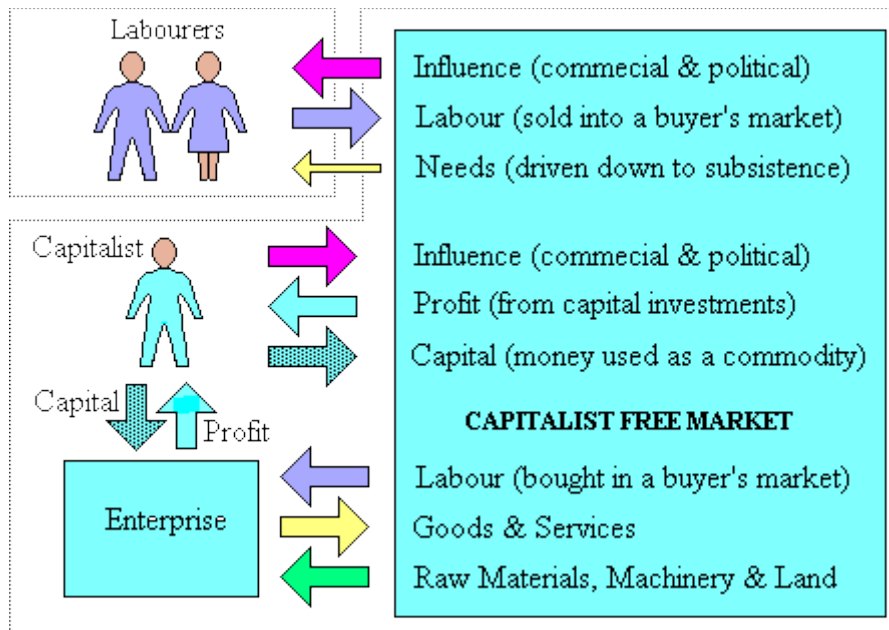 Labourers
Influence (commecial & political)
Labour (sold into a buyer's market)
Needs (driven down to subsistence)
Capitalist
Influence (commecial & political)
Profit (from capital investments)
Capital (money used as a commodity)
Capital
Profit
CAPITALIST FREE MARKET
Enterprise
Labour (bought in a buyer's market)
Goods & Services
Raw Materials, Machinery & Land